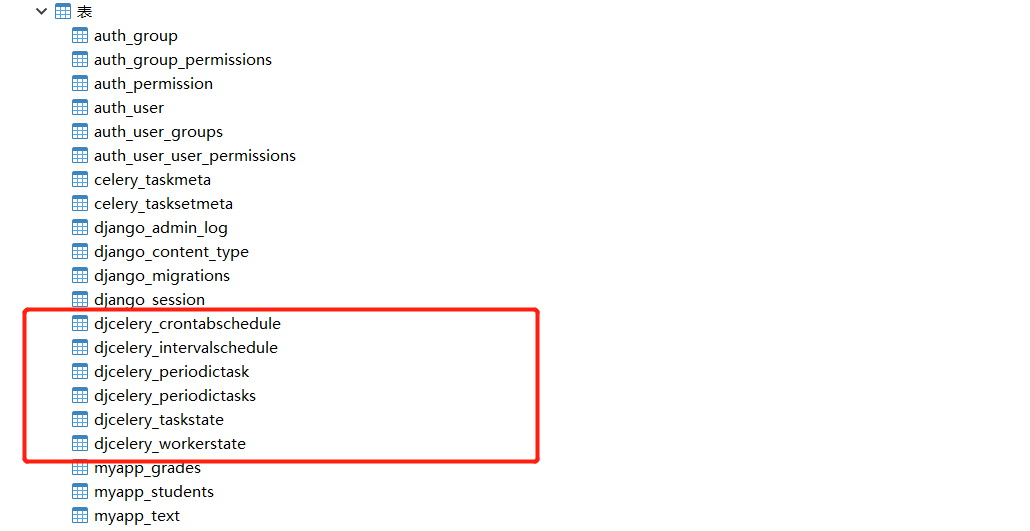 表
auth_group
auth_group_permissions
auth_permission
auth_user
auth_user_groups
auth_user_user_permissions
celery_taskmeta
celery_tasksetmeta
django_admin_log
django_content_type
django_migrations
django_session
djcelery_crontabschedule
djcelery_intervalschedule
djcelery_periodictask
djcelery_periodictasks
djcelery_taskstate
djcelery_workerstate
myapp_grades
myapp_students
myapp_text